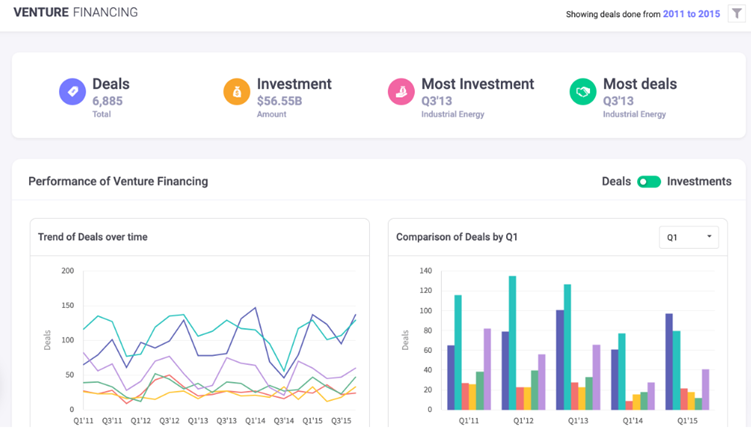 VENTURE FINANCING
Showing deals done from 2011 to 2015
Deals
6,885
Total
Investment
$56.55B
Amount
Most Investment
Q3'13
Industrial Energy
Most deals
Q3'13
Industrial Energy
Performance of Venture Financing
Deals Investments
Trend of Deals over time
200
150
100
50
0
Deals
Q1'11 Q3'11 Q1'12 Q3'12 Q1'13 Q3'13 Q1'14 Q3'14 Q1'15 Q3'15
Comparison of Deals by Q1
Q1
140
120
100
80
60
40
20
0
Deals
Q1'11 Q1'12 Q1'13 Q1'14 Q1'15